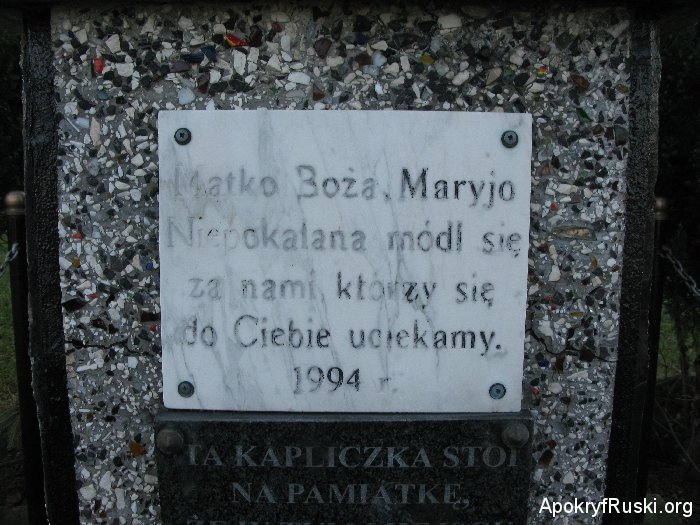 Matko Boża, Maryjo
Niepokalana módl się
za nami, którzy się
do Ciebie uciekamy.
1994 r.
TA KAPLICZKA STOI
NA PAMIĄTKĘ,
ApokryfRuski.org